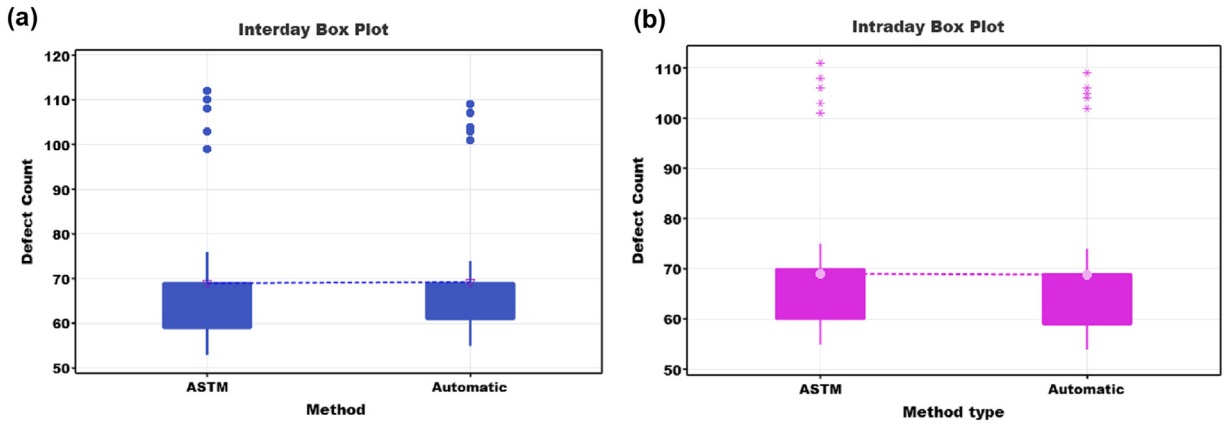 (a)
Interday Box Plot
120
110
100
90
80
70
60
50
Defect Count
ASTM
Automatic
Method
(b)
Intraday Box Plot
110
100
90
80
70
60
50
Defect Count
ASTM
Automatic
Method type